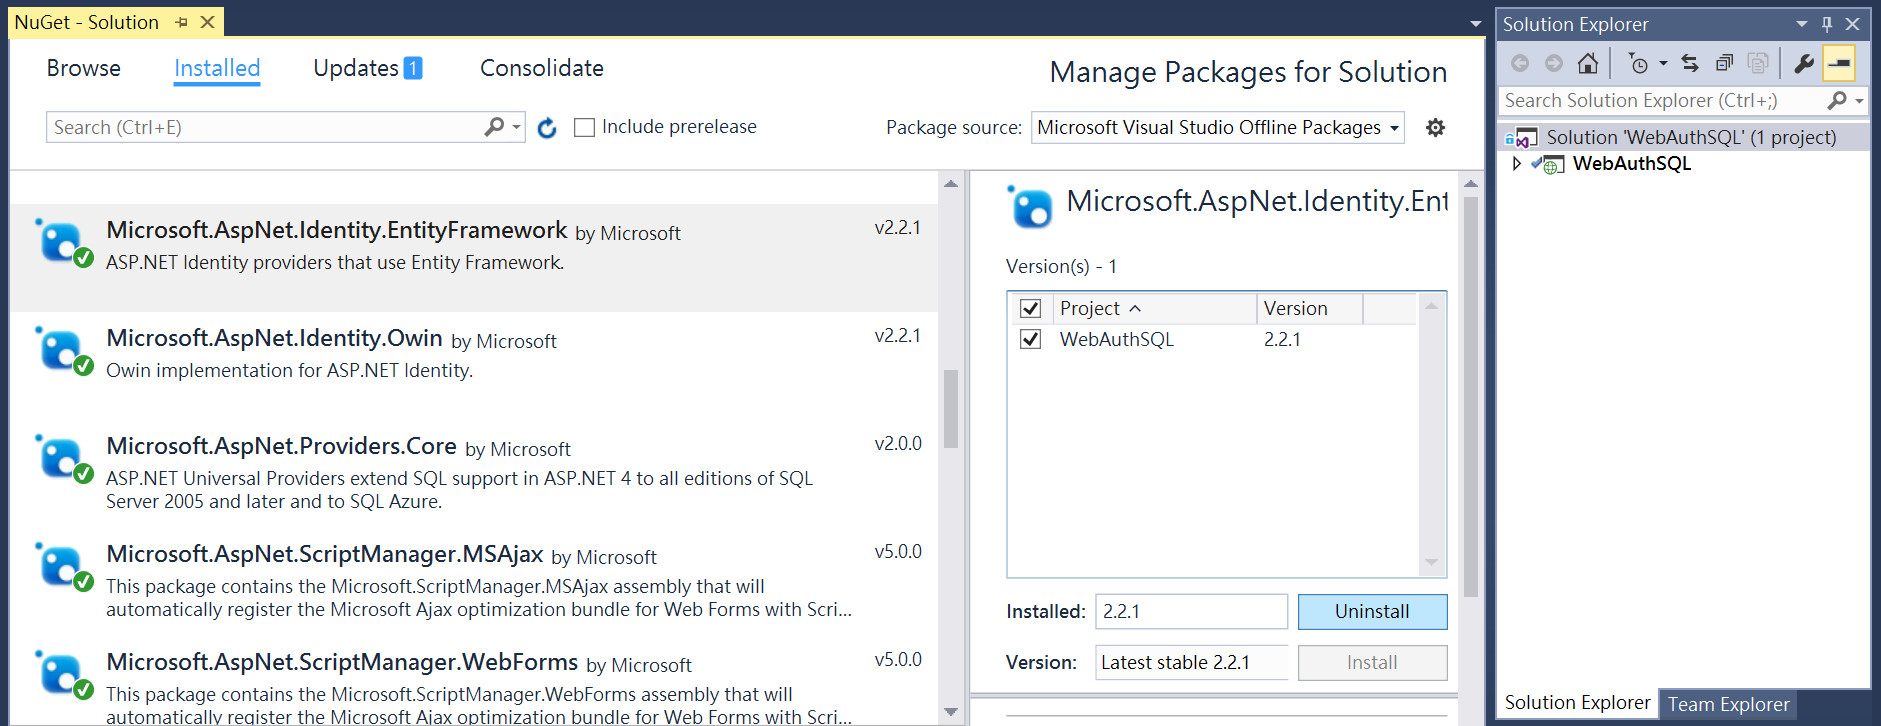 NuGet - Solution
Browse
Installed
Updates 1
Consolidate
Manage Packages for Solution
Search (Ctrl+E)
Include prerelease
Package source: Microsoft Visual Studio Offline Packages
Microsoft.AspNet.Identity.EntityFramework by Microsoft v2.2.1
ASP.NET Identity providers that use Entity Framework.
Microsoft.AspNet.Identity.Owin by Microsoft v2.2.1
Owin implementation for ASP.NET Identity.
Microsoft.AspNet.Providers.Core by Microsoft v2.0.0
ASP.NET Universal Providers extend SQL support in ASP.NET 4 to all editions of SQL
Server 2005 and later and to SQL Azure.
Microsoft.AspNet.ScriptManager.MSAjax by Microsoft v5.0.0
This package contains the Microsoft.ScriptManager.MSAjax assembly that will
automatically register the Microsoft Ajax optimization bundle for Web Forms with Scri...
Microsoft.AspNet.ScriptManager.WebForms by Microsoft v5.0.0
This package contains the Microsoft.ScriptManager.WebForms assembly that will
automatically register the Microsoft Ajax optimization bundle for Web Forms with Scri...
Microsoft.AspNet.Identity.Ent
Version(s) - 1
Project Version
WebAuthSQL 2.2.1
Installed: 2.2.1 Uninstall
Version: Latest stable 2.2.1 Install
Solution Explorer
Search Solution Explorer (Ctrl+;)
Solution 'WebAuthSQL' (1 project)
WebAuthSQL
Solution Explorer
Team Explorer